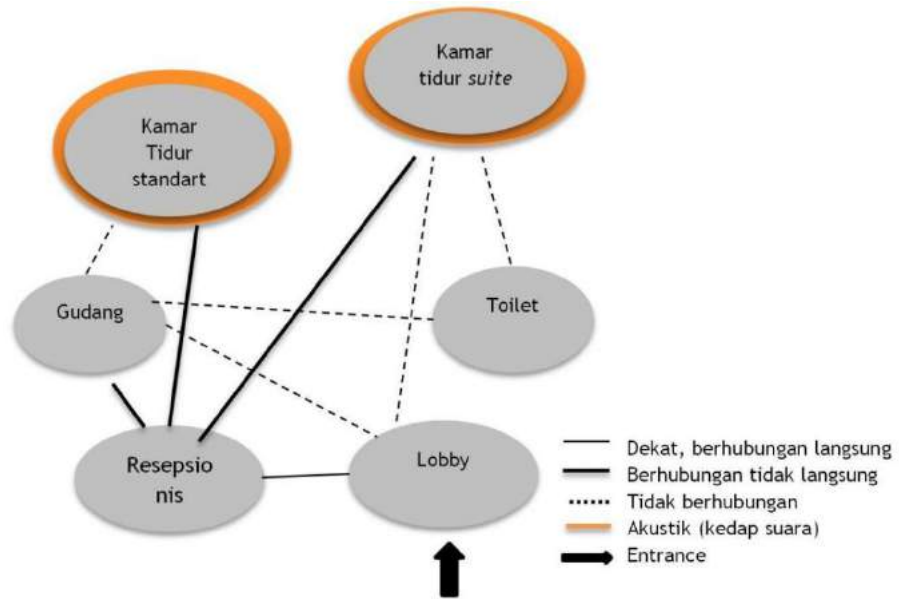 Kamar
tidur suite
Kamar
Tidur
standart
Gudang
Toilet
Resepsio
nis
Lobby
Dekat, berhubungan langsung
Berhubungan tidak langsung
Tidak berhubungan
Akustik (kedap suara)
Entrance